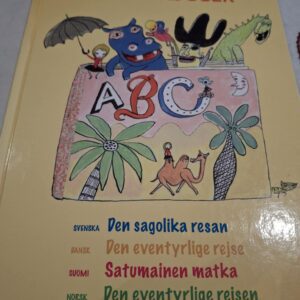 ABC
SVENSKA Den sagolika resan
DANSK Den eventyrlige rejse
SUOMI Satumainen matka
NORSK Den eventyrlige reisen